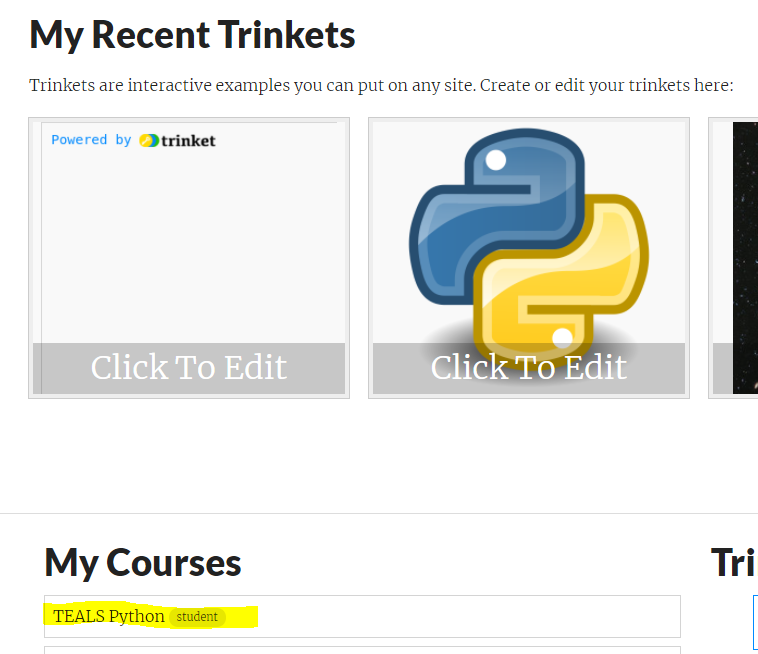 My Recent Trinkets
Trinkets are interactive examples you can put on any site. Create or edit your trinkets here:
Powered by trinket
Click To Edit
Click To Edit
My Courses
Tri
TEALS Python student